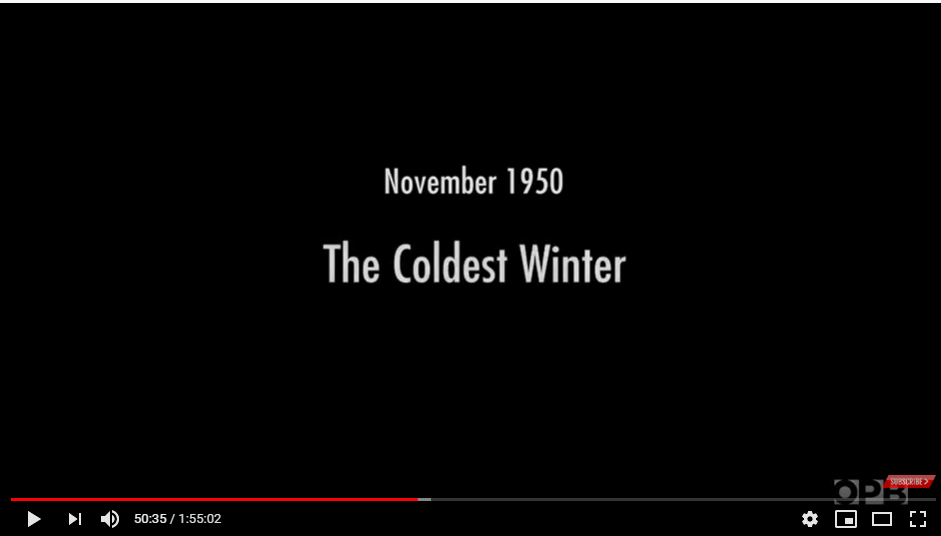 November 1950
The Coldest Winter
OPB
SUBSCRIBE >
50:35 / 1:55:02